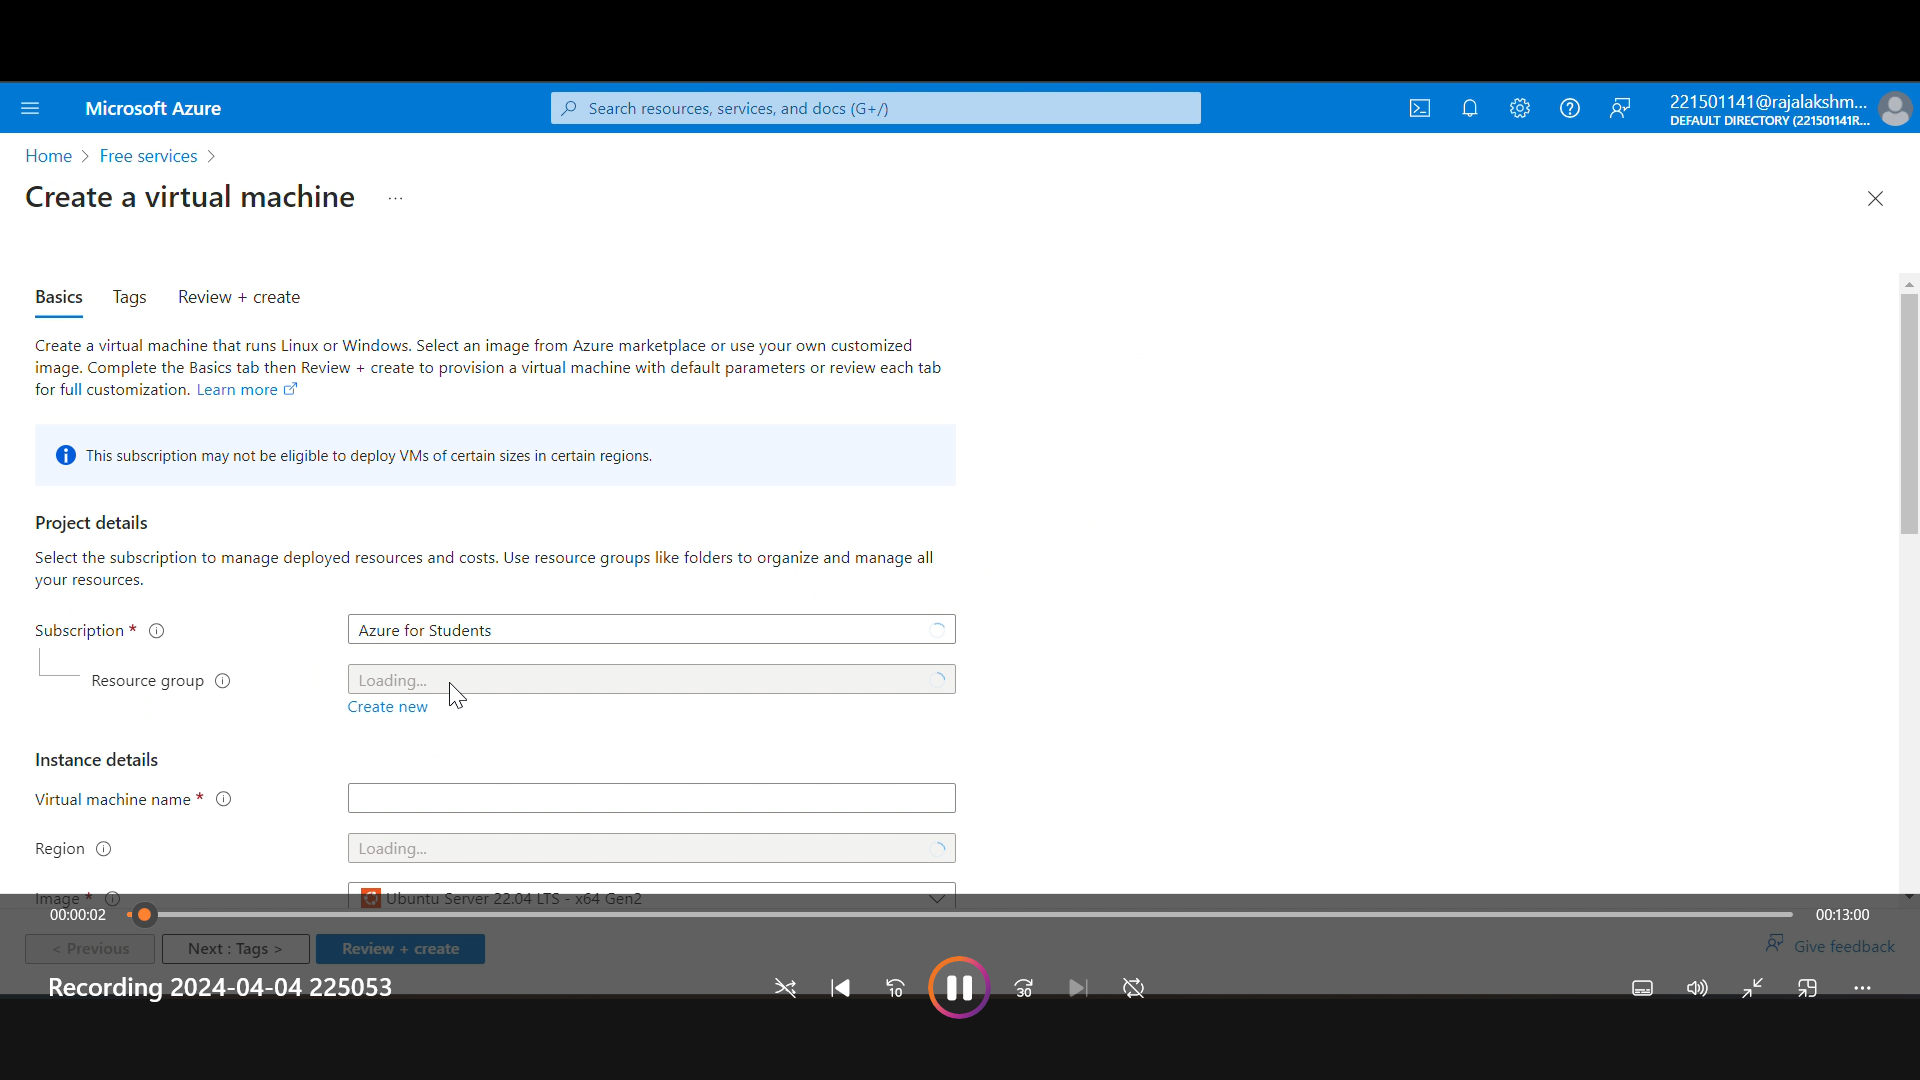 Microsoft Azure
Search resources, services, and docs (G+/)
221501141@rajalakshm...
DEFAULT DIRECTORY (221501141R...
Home > Free services >
Create a virtual machine ...
Basics Tags Review + create
Create a virtual machine that runs Linux or Windows. Select an image from Azure marketplace or use your own customized
image. Complete the Basics tab then Review + create to provision a virtual machine with default parameters or review each tab
for full customization. Learn more
This subscription may not be eligible to deploy VMs of certain sizes in certain regions.
Project details
Select the subscription to manage deployed resources and costs. Use resource groups like folders to organize and manage all
your resources.
Subscription * Azure for Students
Resource group Loading...
Create new
Instance details
Virtual machine name *
Region Loading...
Image * Ubuntu Server 22.04 LTS - x64 Gen2
00:00:02 00:13:00
< Previous Next : Tags > Review + create Give feedback
Recording 2024-04-04 225053
10 30